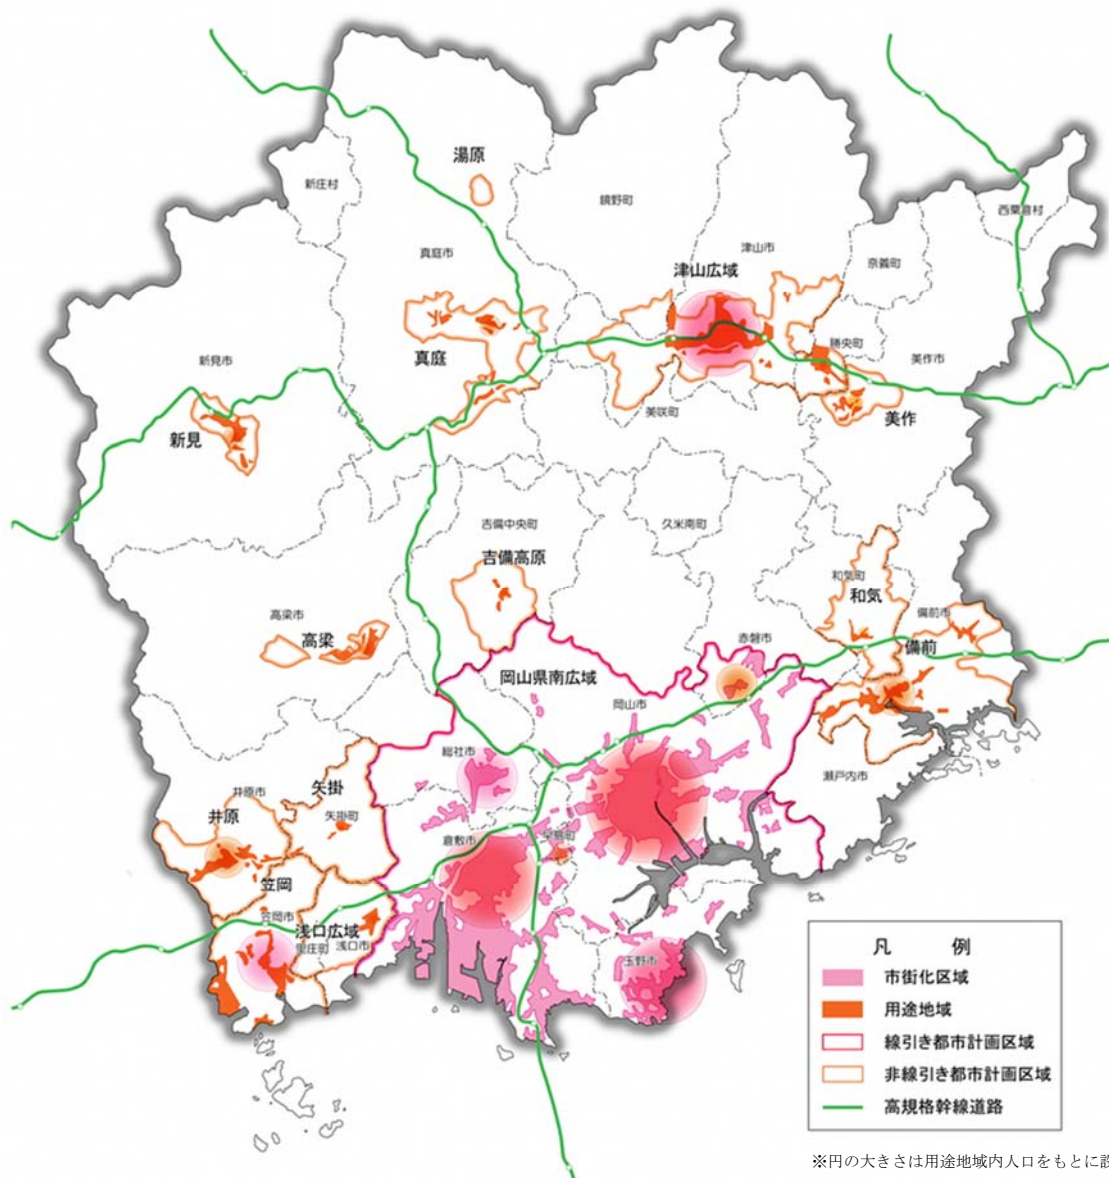 湯原
新庄村
鏡野町
西粟倉村
真庭市
津山市
奈義町
津山広域
勝央町
真庭
新見市
美作市
美咲町
美作
新見
吉備中央町
久米南町
吉備高原
和気町
和気
高梁市
備前市
高梁
赤磐市
備前
岡山県南広域
岡山市
総社市
瀬戸内市
矢掛
井原市
井原
矢掛町
倉敷市
早島町
笠岡
笠岡市
浅口広域
里庄町
浅口市
玉野市
凡 例
市街化区域
用途地域
線引き都市計画区域
非線引き都市計画区域
高規格幹線道路
※円の大きさは用途地域内人口をもとに設